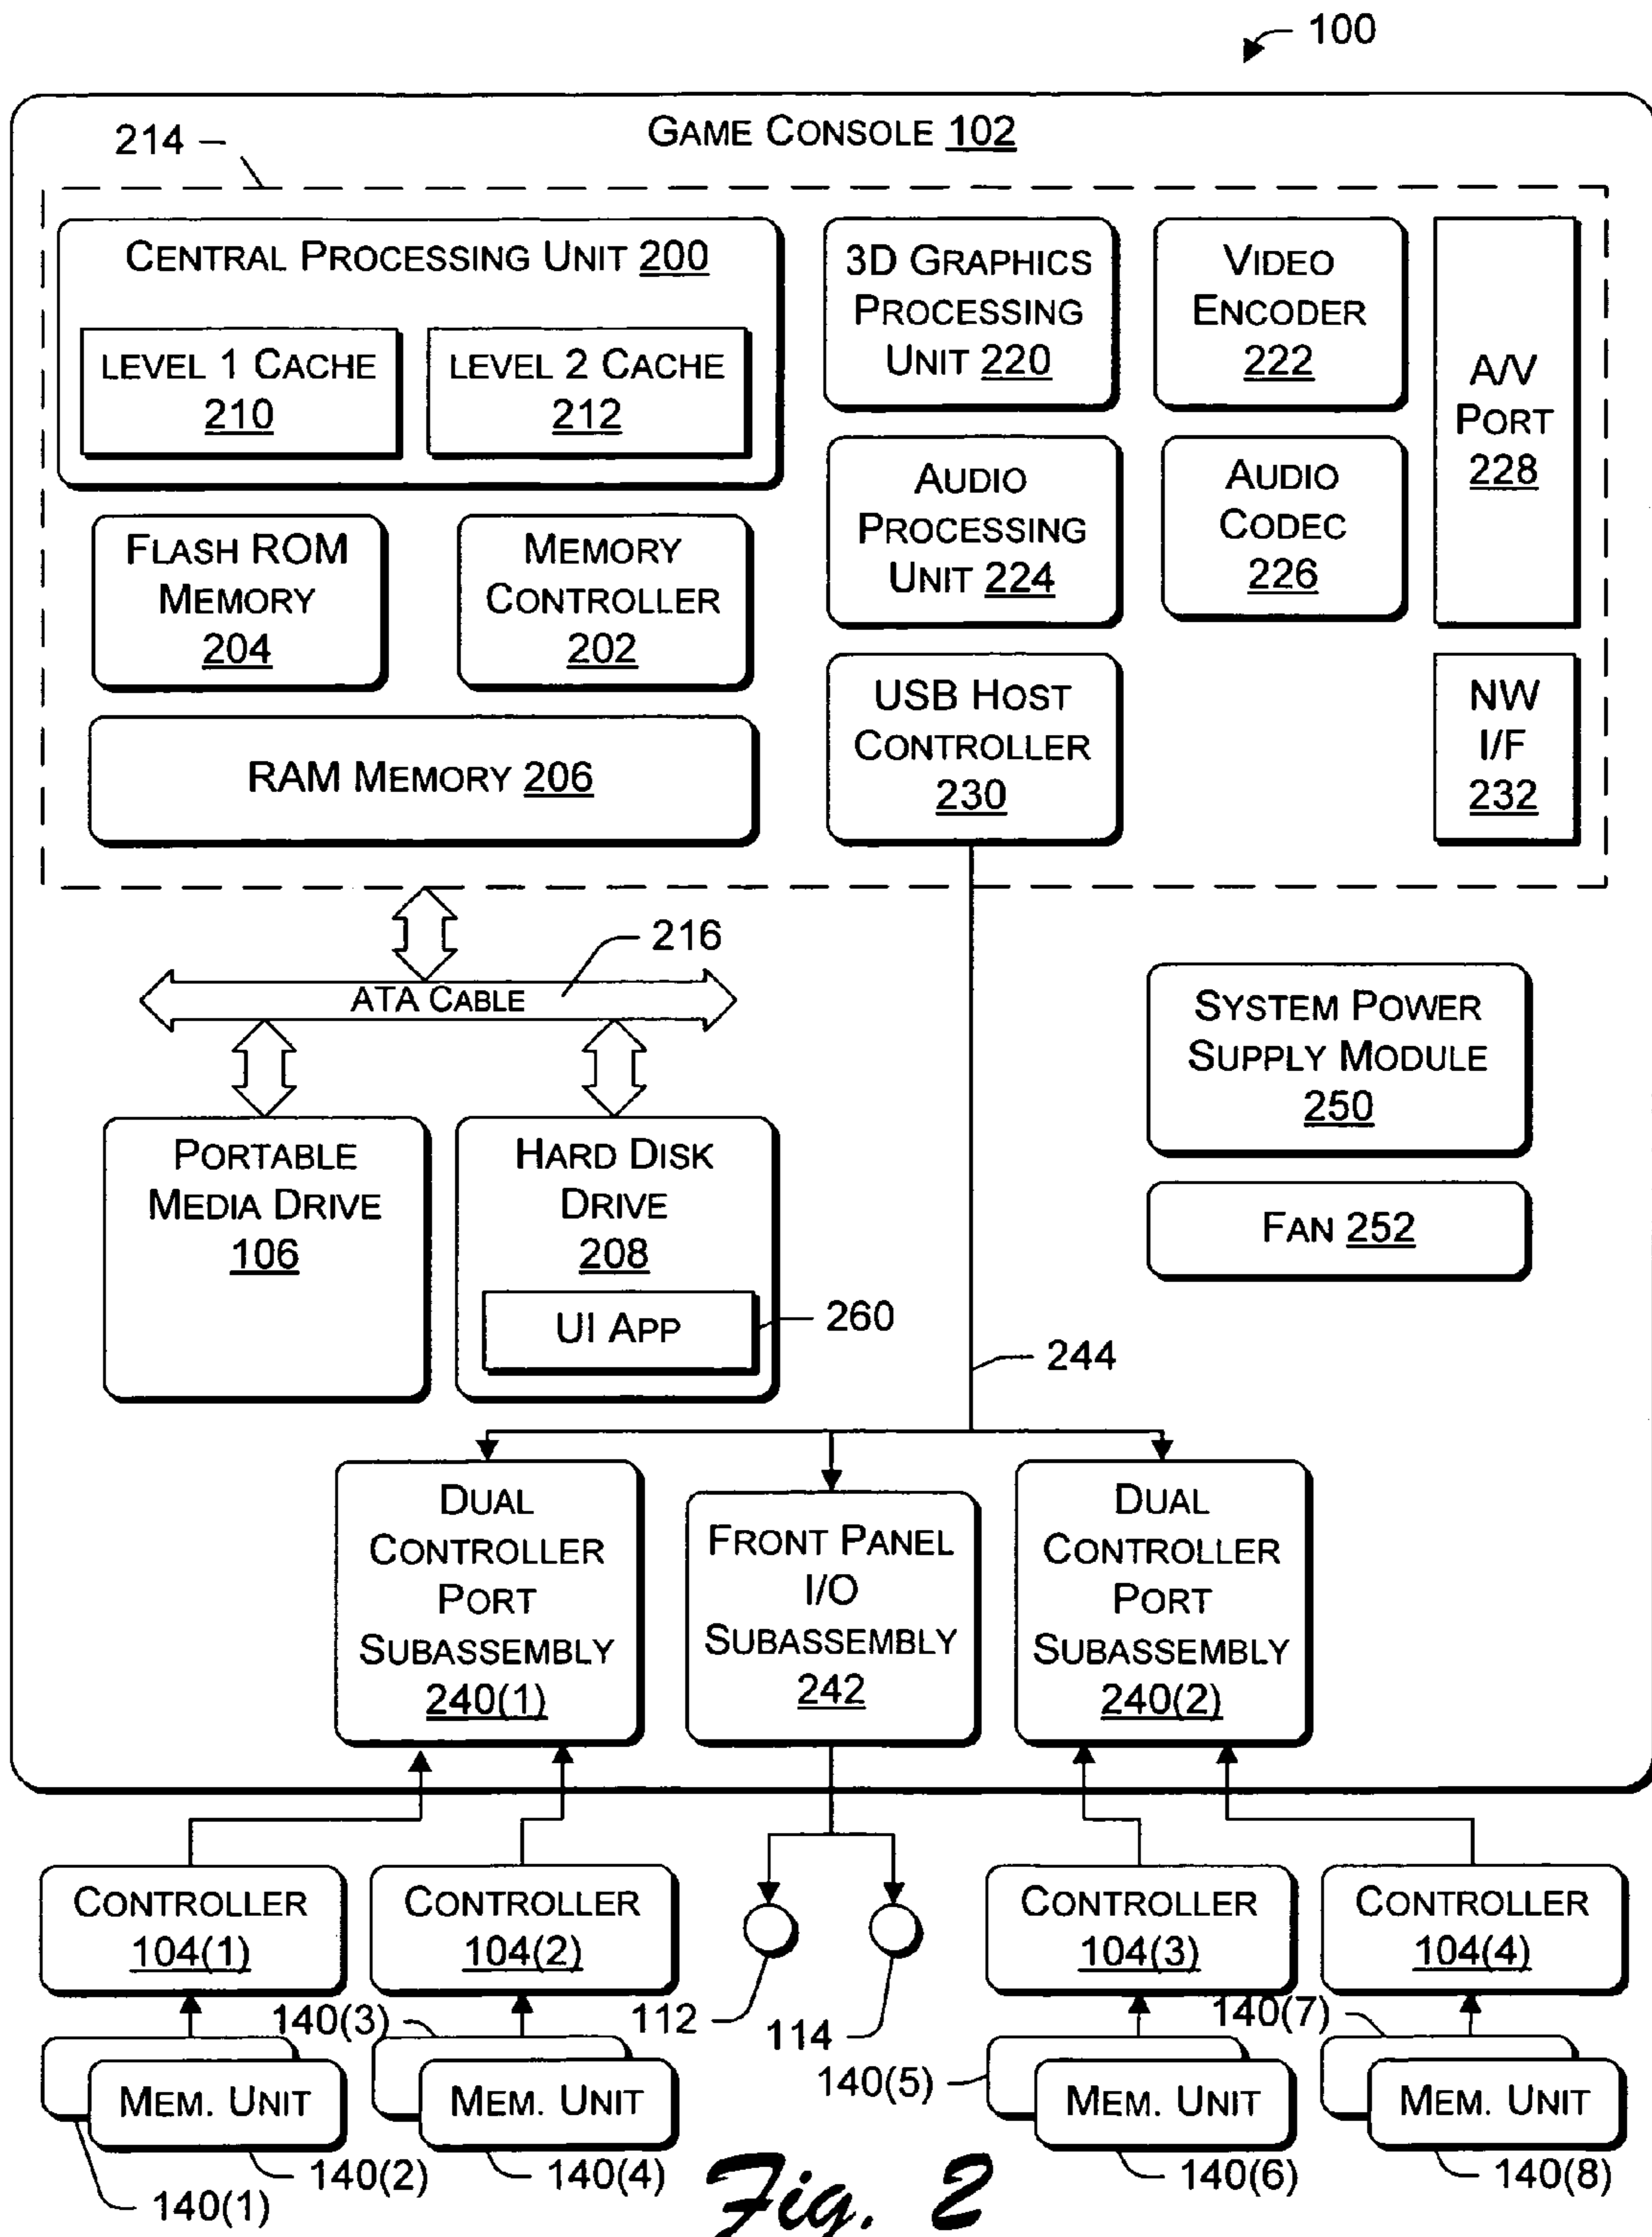 100
GAME CONSOLE 102
214
CENTRAL PROCESSING UNIT 200
LEVEL 1 CACHE
210
LEVEL 2 CACHE
212
3D GRAPHICS
PROCESSING
UNIT 220
VIDEO
ENCODER
222
A/V
PORT
228
FLASH ROM
MEMORY
204
MEMORY
CONTROLLER
202
AUDIO
PROCESSING
UNIT 224
AUDIO
CODEC
226
RAM MEMORY 206
USB HOST
CONTROLLER
230
NW
I/F
232
216
ATA CABLE
SYSTEM POWER
SUPPLY MODULE
250
PORTABLE
MEDIA DRIVE
106
HARD DISK
DRIVE
208
UI APP
260
FAN 252
244
DUAL
CONTROLLER
PORT
SUBASSEMBLY
240(1)
FRONT PANEL
I/O
SUBASSEMBLY
242
DUAL
CONTROLLER
PORT
SUBASSEMBLY
240(2)
CONTROLLER
104(1)
CONTROLLER
104(2)
CONTROLLER
104(3)
CONTROLLER
104(4)
140(3)
112
114
140(5)
140(7)
MEM. UNIT
MEM. UNIT
MEM. UNIT
MEM. UNIT
140(1)
140(2)
140(4)
140(6)
140(8)
Fig. 2